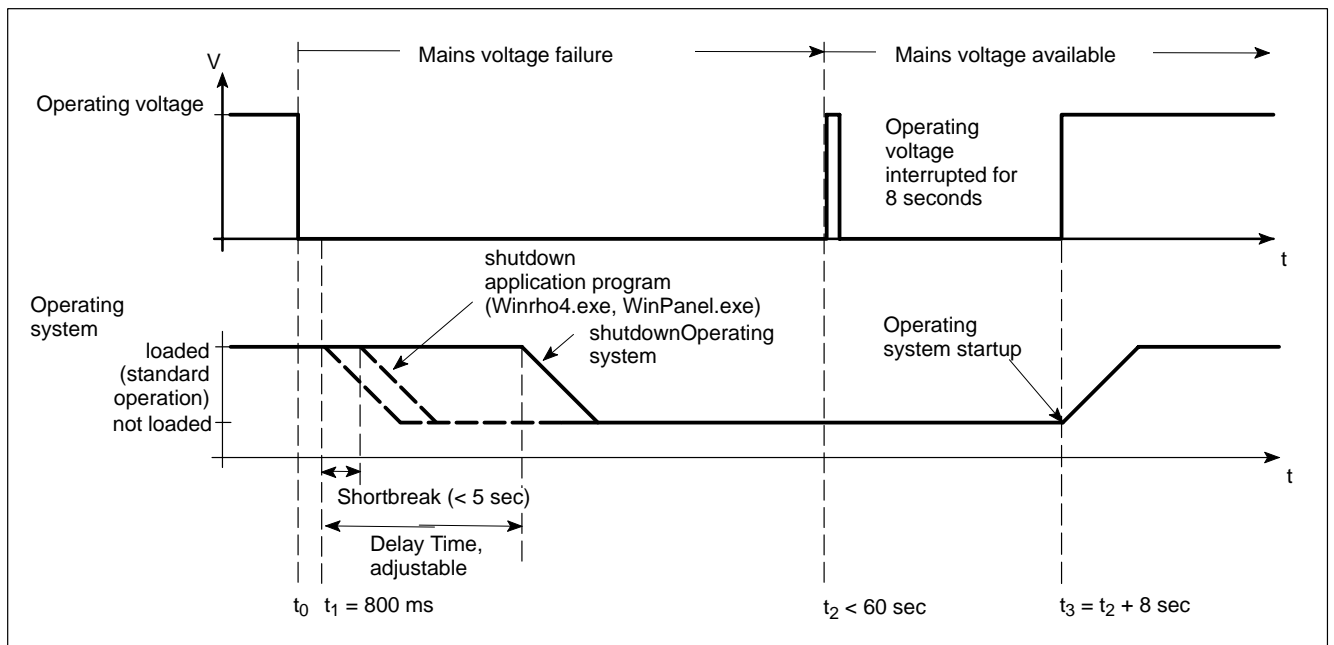 Mains voltage failure
Mains voltage available
V
Operating voltage
Operating
voltage
interrupted for
8 seconds
t
shutdown
application program
(Winrho4.exe, WinPanel.exe)
Operating
system
shutdownOperating
system
Operating
system startup
loaded
(standard
operation)
not loaded
t
Shortbreak (< 5 sec)
Delay Time,
adjustable
t0 t1 = 800 ms
t2 < 60 sec
t3 = t2 + 8 sec